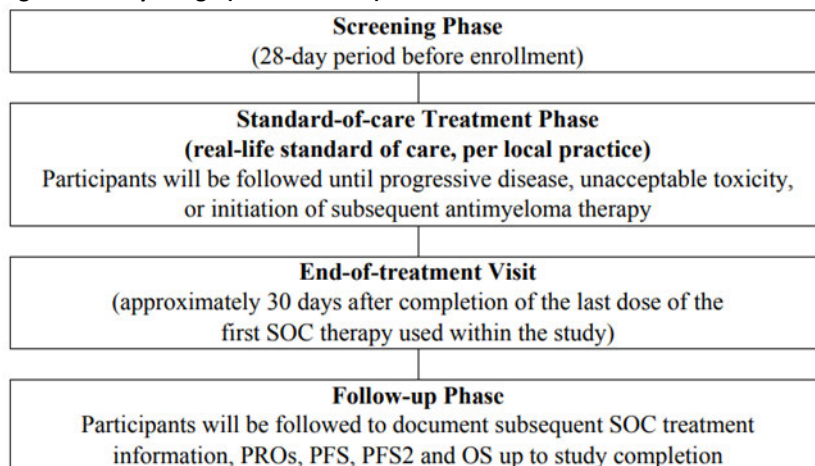 Screening Phase
(28-day period before enrollment)
Standard-of-care Treatment Phase
(real-life standard of care, per local practice)
Participants will be followed until progressive disease, unacceptable toxicity,
or initiation of subsequent antimyeloma therapy
End-of-treatment Visit
(approximately 30 days after completion of the last dose of the
first SOC therapy used within the study)
Follow-up Phase
Participants will be followed to document subsequent SOC treatment
information, PROs, PFS, PFS2 and OS up to study completion